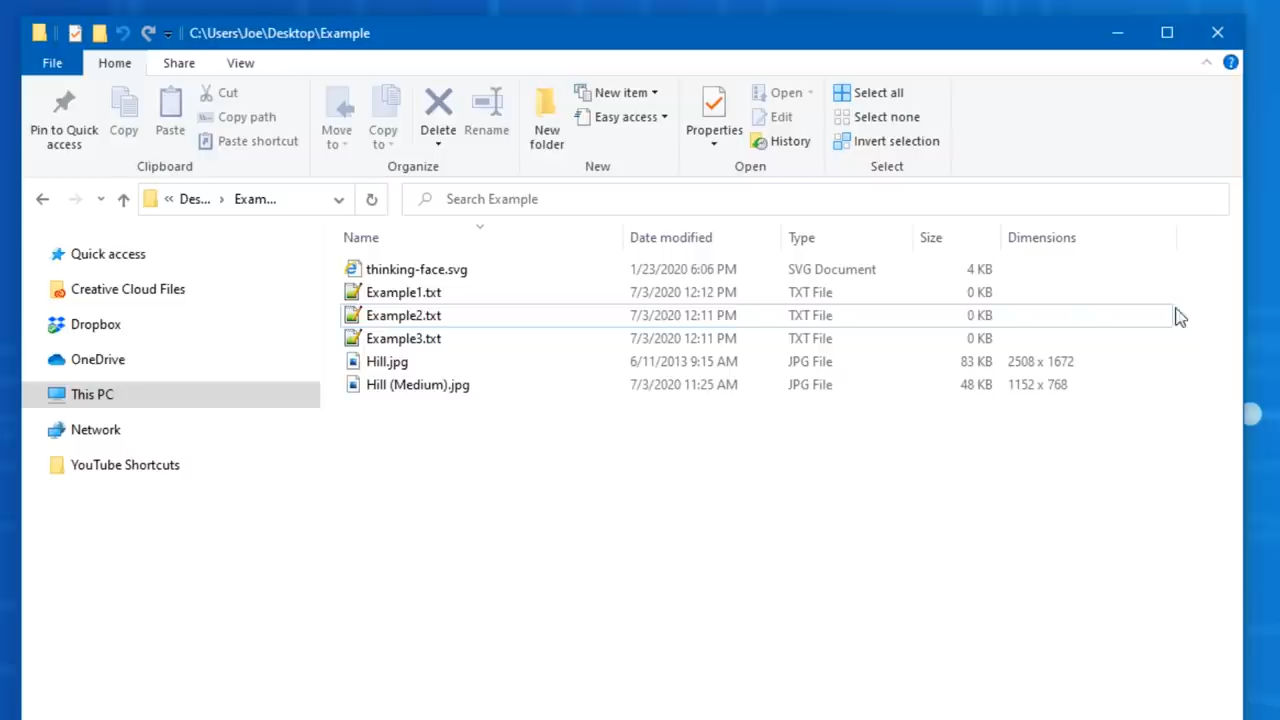 C:\Users\Joe\Desktop\Example
File Home Share View
Pin to Quick access
Copy
Paste
Cut
Copy path
Paste shortcut
Clipboard
Move to
Copy to
Delete
Rename
Organize
New folder
New item
Easy access
New
Properties
Open
Edit
History
Open
Select all
Select none
Invert selection
Select
« Des... › Exam...
Search Example
Quick access
Creative Cloud Files
Dropbox
OneDrive
This PC
Network
YouTube Shortcuts
Name Date modified Type Size Dimensions
thinking-face.svg 1/23/2020 6:06 PM SVG Document 4 KB
Example1.txt 7/3/2020 12:12 PM TXT File 0 KB
Example2.txt 7/3/2020 12:11 PM TXT File 0 KB
Example3.txt 7/3/2020 12:11 PM TXT File 0 KB
Hill.jpg 6/11/2013 9:15 AM JPG File 83 KB 2508 x 1672
Hill (Medium).jpg 7/3/2020 11:25 AM JPG File 48 KB 1152 x 768